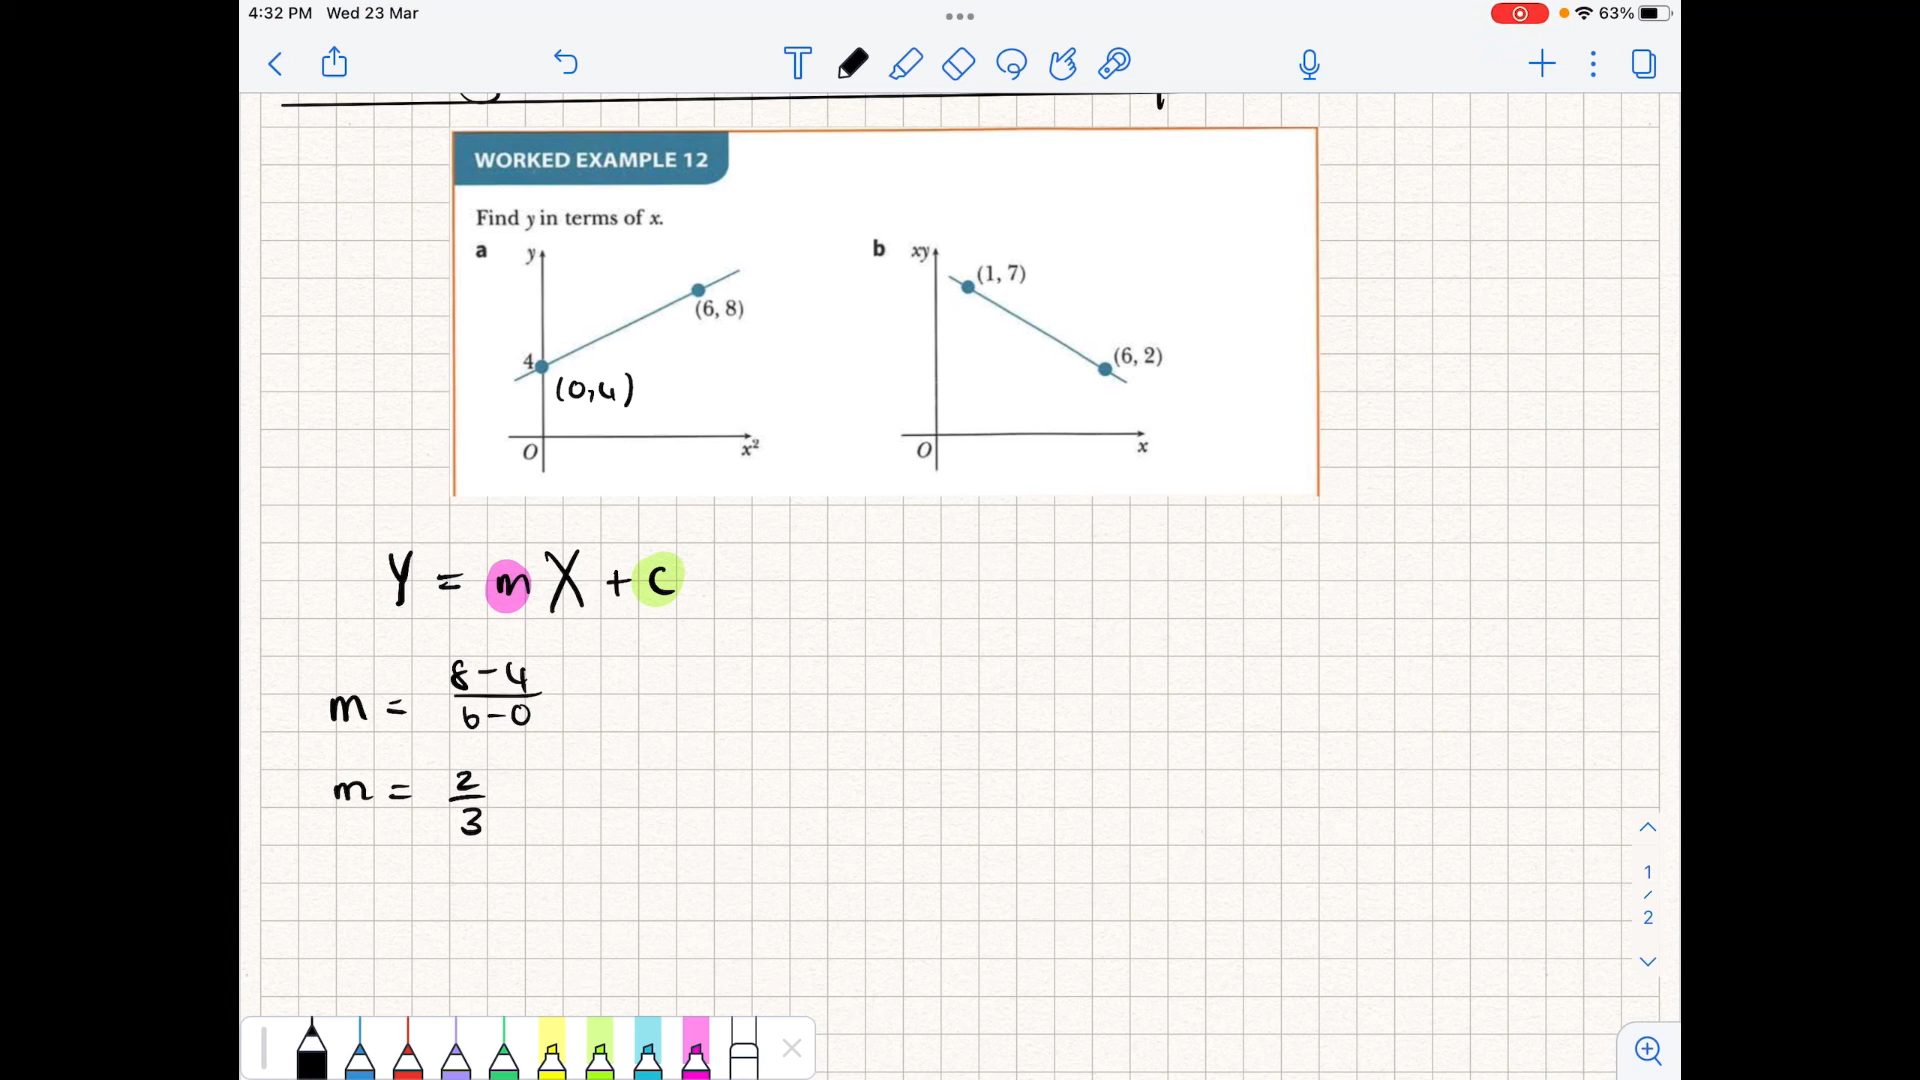 4:32 PM Wed 23 Mar
63%
WORKED EXAMPLE 12
Find y in terms of x.
a
y
(6, 8)
4
(0,4)
O
x²
b
xy
(1, 7)
(6, 2)
O
x
Y = mX + c
m = 8-4
6-0
m = 2
3
1
/
2